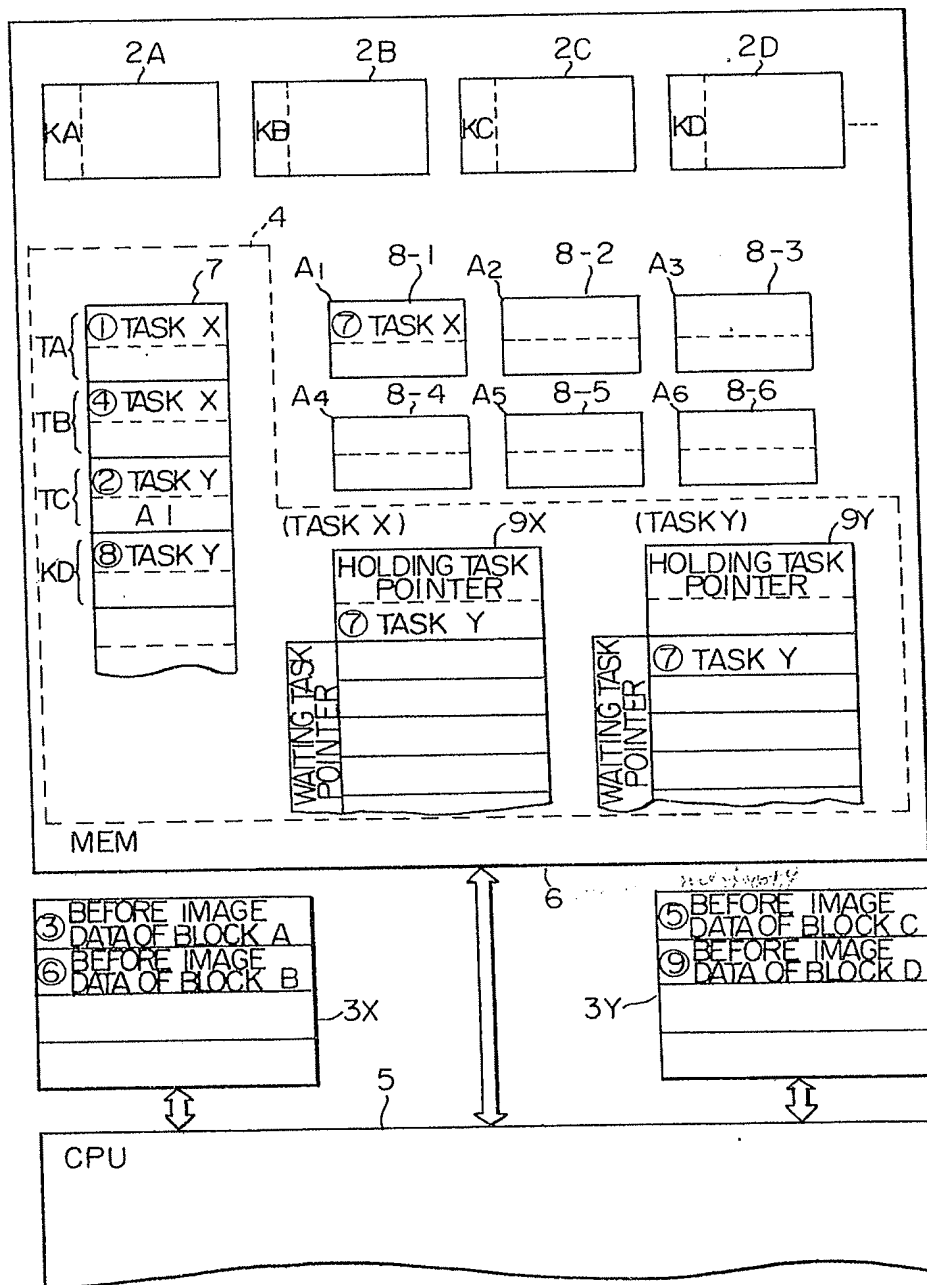 2A 2B 2C 2D
KA KB KC KD
4
7
TA ① TASK X
TB ④ TASK X
TC ② TASK Y
A1
KD ⑧ TASK Y
A1 8-1 A2 8-2 A3 8-3
⑦ TASK X
A4 8-4 A5 8-5 A6 8-6
(TASK X) 9X (TASK Y) 9Y
HOLDING TASK
POINTER
⑦ TASK Y
WAITING TASK
POINTER
HOLDING TASK
POINTER
⑦ TASK Y
WAITING TASK
POINTER
MEM
6
③ BEFORE IMAGE
DATA OF BLOCK A
⑥ BEFORE IMAGE
DATA OF BLOCK B
3X
⑤ BEFORE IMAGE
DATA OF BLOCK C
⑨ BEFORE IMAGE
DATA OF BLOCK D
3Y
5
CPU